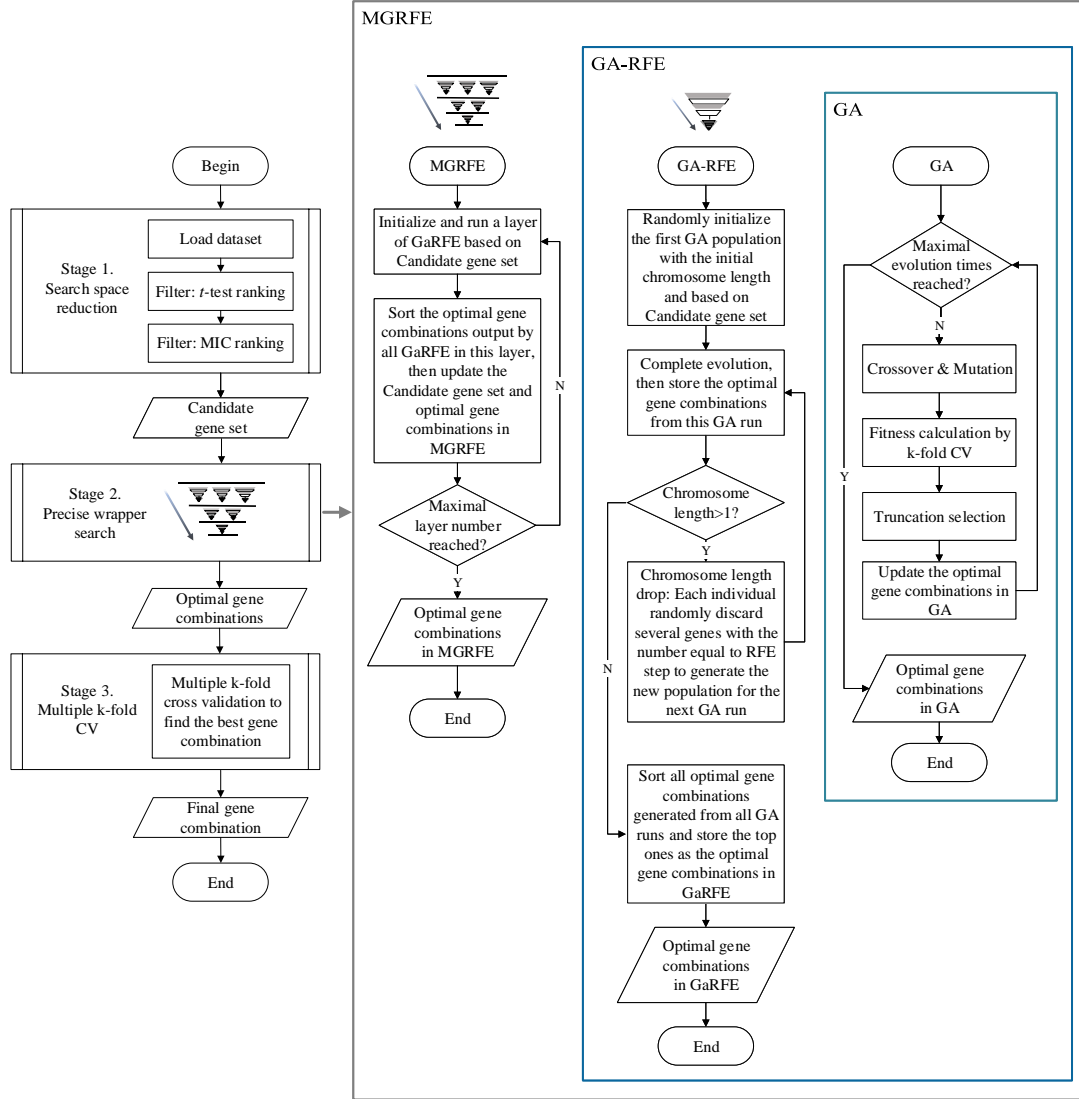 MGRFE
GA-RFE
GA
Begin
Stage 1.
Search space
reduction
Load dataset
Filter: t-test ranking
Filter: MIC ranking
Candidate
gene set
Stage 2.
Precise wrapper
search
Optimal gene
combinations
Stage 3.
Multiple k-fold
CV
Multiple k-fold
cross validation to
find the best gene
combination
Final gene
combination
End
MGRFE
Initialize and run a layer
of GaRFE based on
Candidate gene set
Sort the optimal gene
combinations output by
all GaRFE in this layer,
then update the
Candidate gene set and
optimal gene
combinations in
MGRFE
N
Maximal
layer number
reached?
Y
Optimal gene
combinations
in MGRFE
End
GA-RFE
Randomly initialize
the first GA population
with the initial
chromosome length
and based on
Candidate gene set
Complete evolution,
then store the optimal
gene combinations
from this GA run
Chromosome
length>1?
Y
Chromosome length
drop: Each individual
randomly discard
several genes with the
number equal to RFE
step to generate the
new population for the
next GA run
N
Sort all optimal gene
combinations
generated from all GA
runs and store the top
ones as the optimal
gene combinations in
GaRFE
Optimal gene
combinations
in GaRFE
End
GA
Maximal
evolution times
reached?
N
Crossover & Mutation
Fitness calculation by
k-fold CV
Y
Truncation selection
Update the optimal
gene combinations in
GA
Optimal gene
combinations
in GA
End